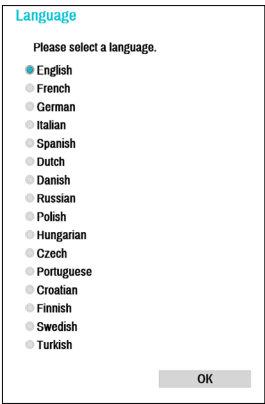 Language
Please select a language.
English
French
German
Italian
Spanish
Dutch
Danish
Russian
Polish
Hungarian
Czech
Portuguese
Croatian
Finnish
Swedish
Turkish
OK